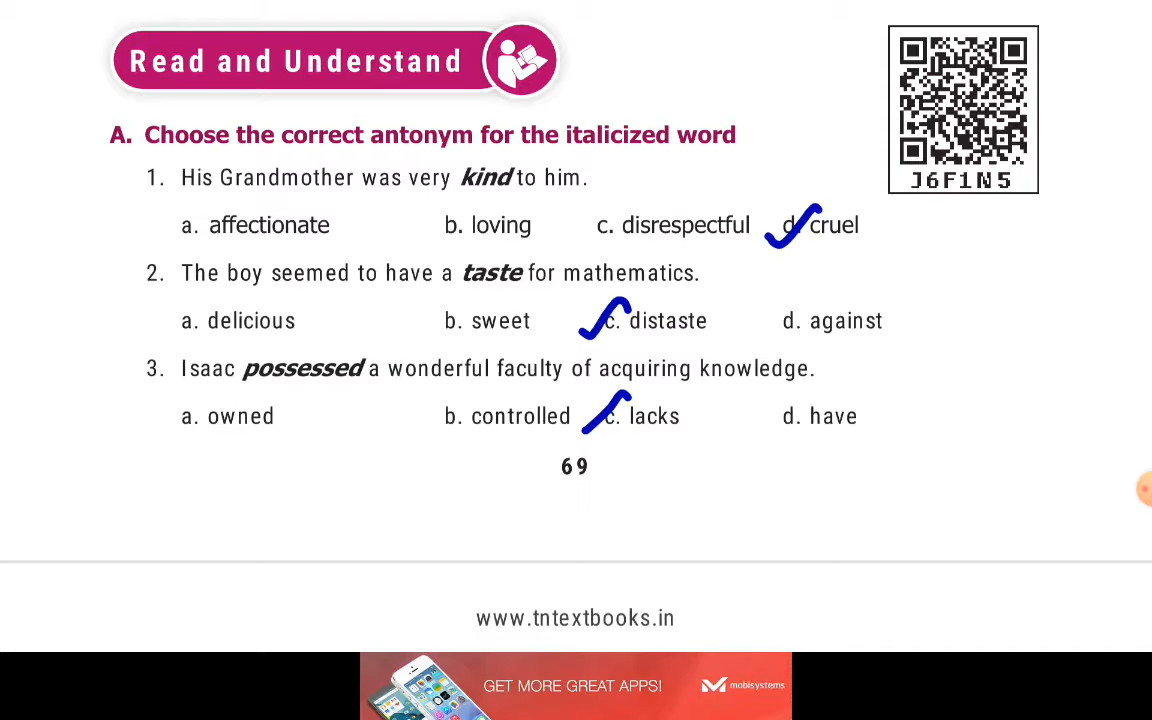 Read and Understand
J6F1N5
A. Choose the correct antonym for the italicized word
1. His Grandmother was very kind to him.
a. affectionate b. loving c. disrespectful d. cruel
2. The boy seemed to have a taste for mathematics.
a. delicious b. sweet c. distaste d. against
3. Isaac possessed a wonderful faculty of acquiring knowledge.
a. owned b. controlled c. lacks d. have
69
www.tntextbooks.in
GET MORE GREAT APPS! mobisystems